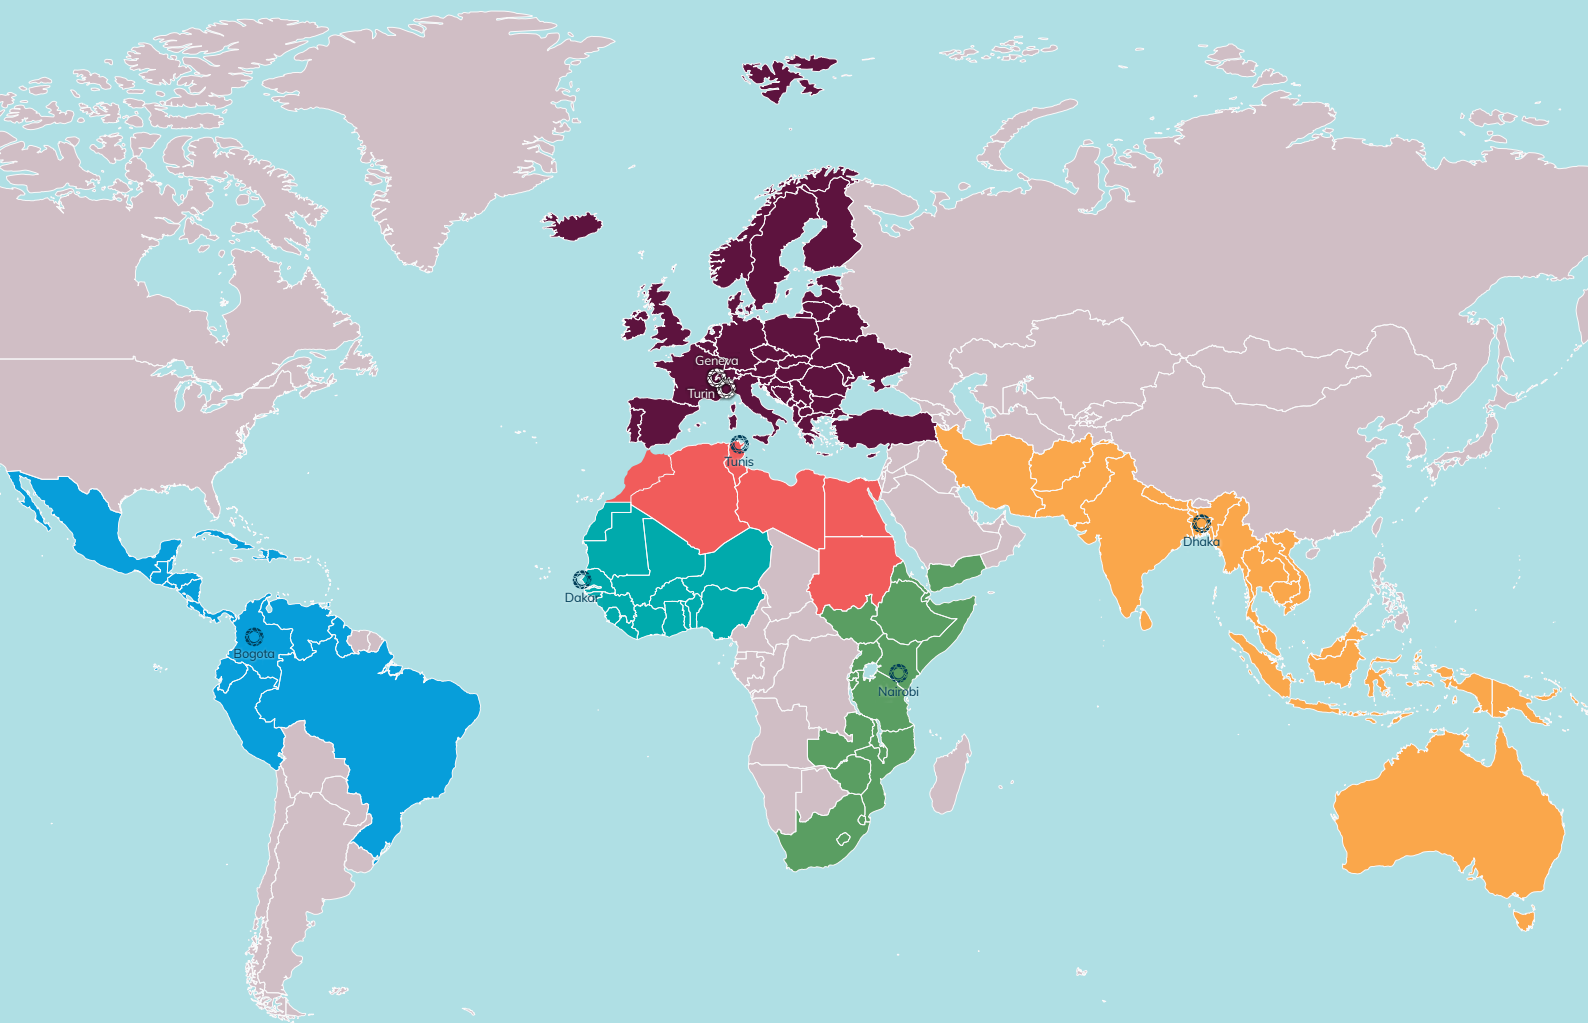 Geneva
Turin
Tunis
Dhaka
Dakar
Bogota
Nairobi